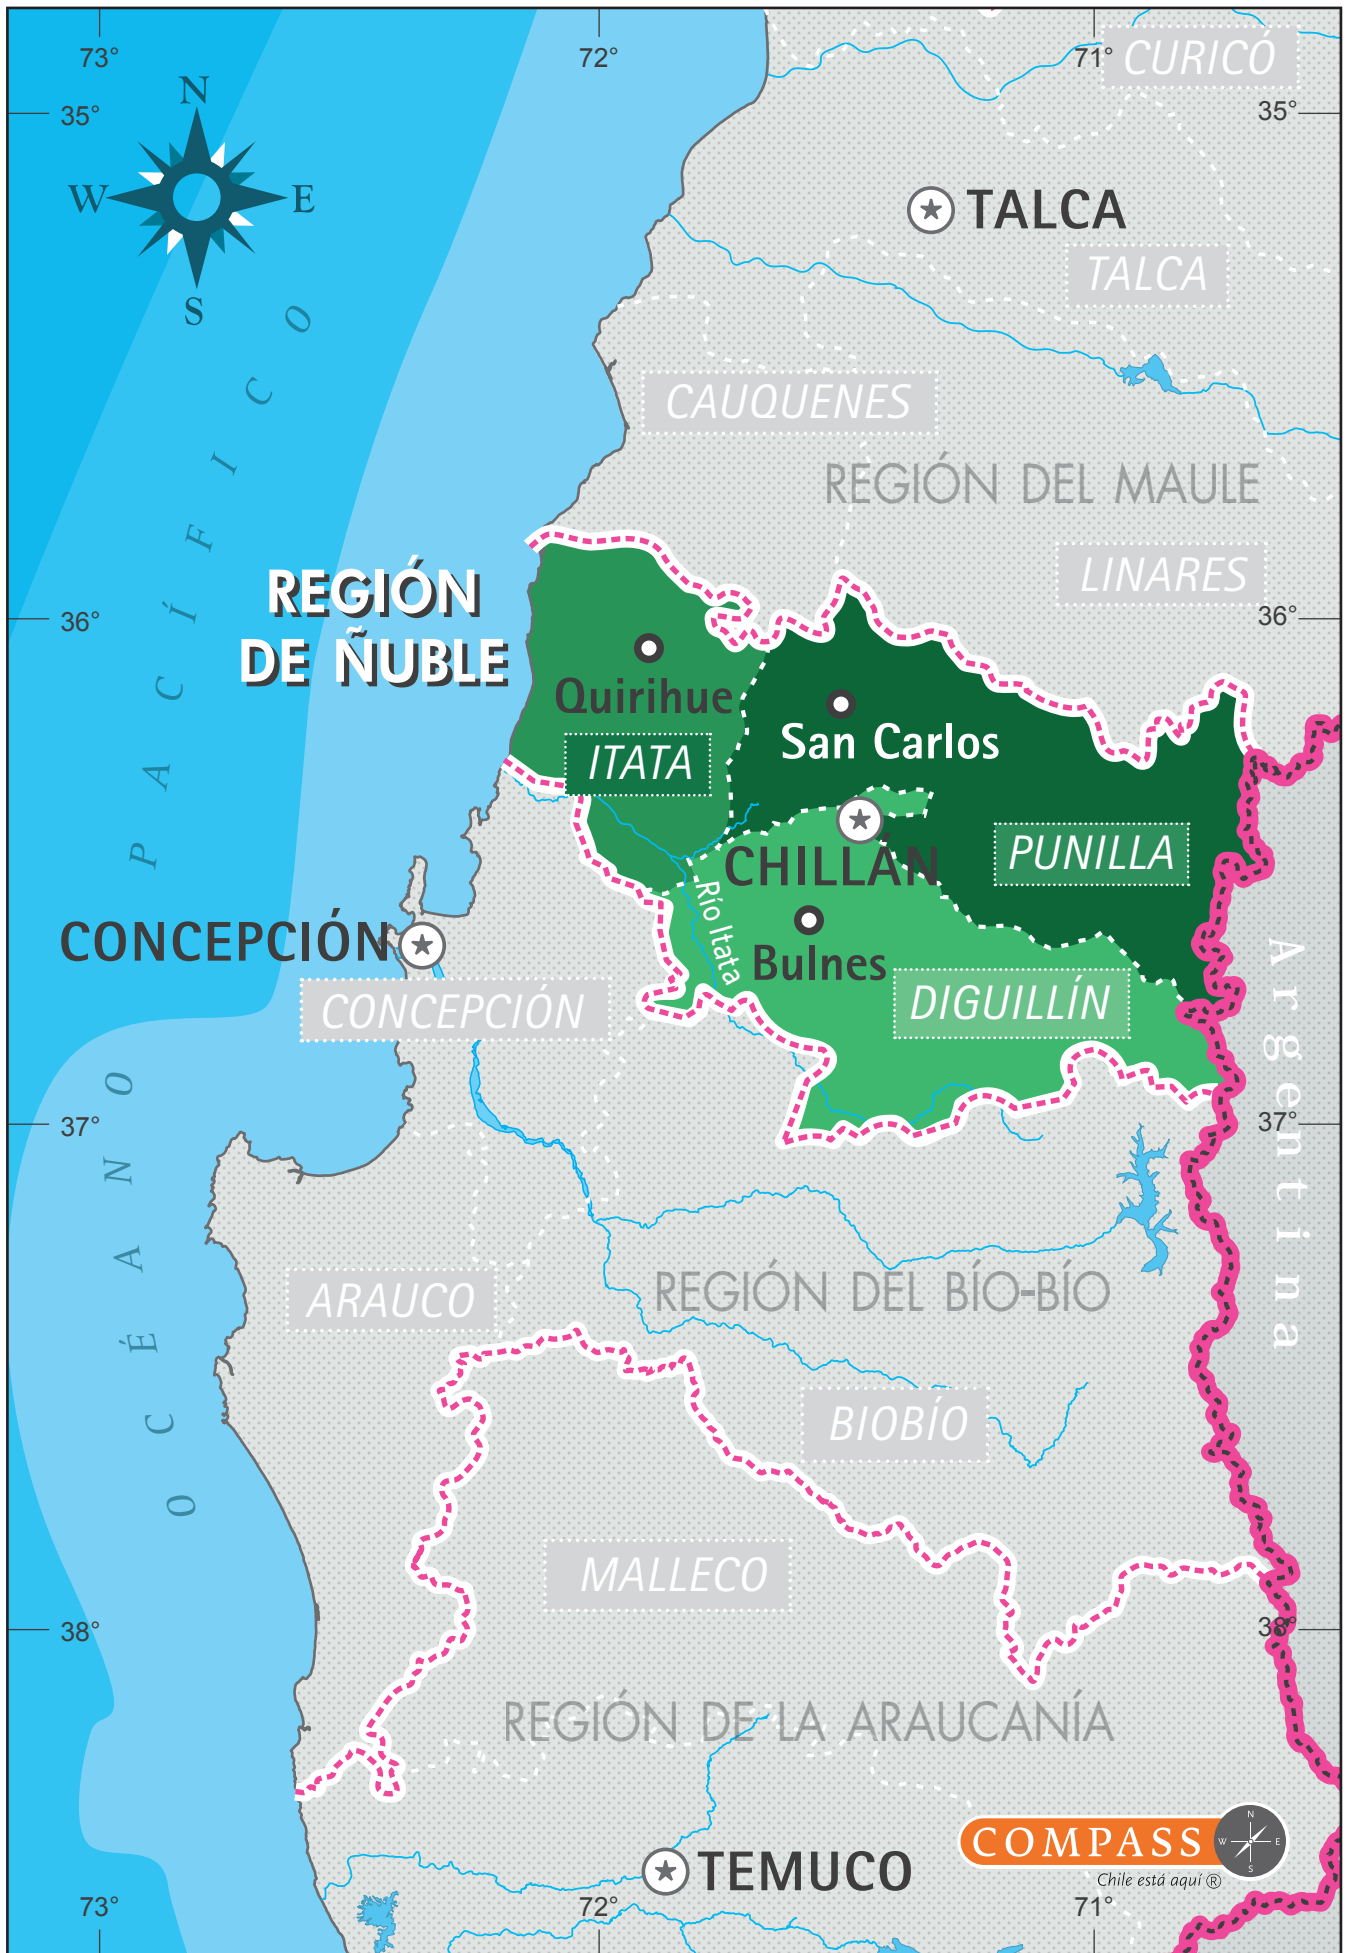 73°
72°
71°
CURICÓ
35°
35°
N
W
E
S
TALCA
TALCA
CAUQUENES
REGIÓN DEL MAULE
LINARES
36°
36°
REGIÓN
DE ÑUBLE
Quirihue
ITATA
San Carlos
CHILLÁN
PUNILLA
Río Itata
Bulnes
DIGUILLÍN
CONCEPCIÓN
CONCEPCIÓN
Argentina
OCÉANO PACÍFICO
37°
37°
ARAUCO
REGIÓN DEL BÍO-BÍO
BIOBÍO
MALLECO
38°
38°
REGIÓN DE LA ARAUCANÍA
COMPASS
N
W
E
S
Chile está aquí ®
TEMUCO
73°
72°
71°